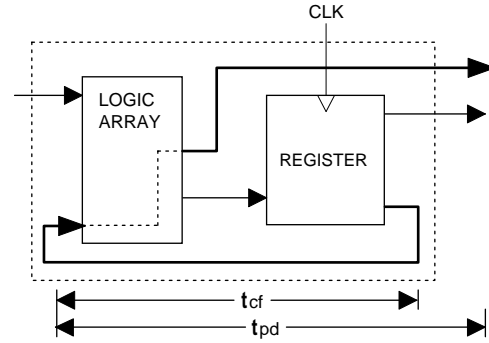 CLK
LOGIC
ARRAY
REGISTER
tcf
tpd